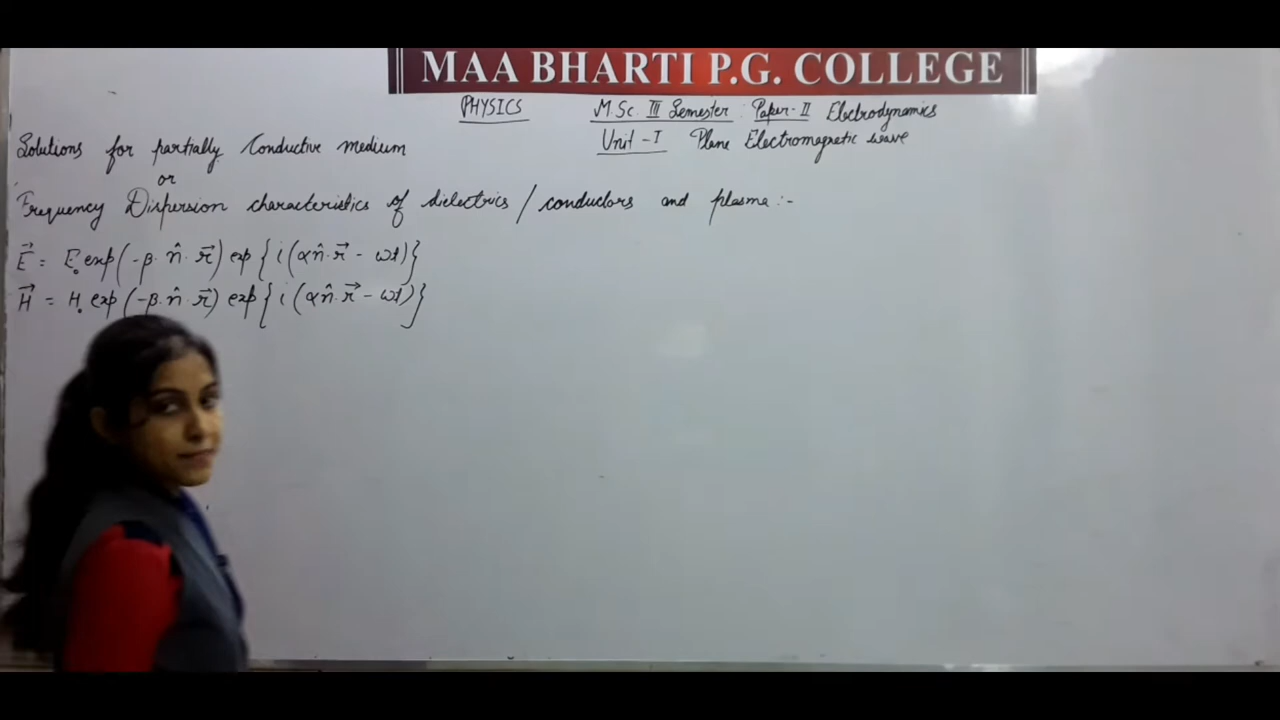 MAA BHARTI P.G. COLLEGE
PHYSICS M.Sc. III Semester : Paper-II Electrodynamics
Unit-I Plane Electromagnetic wave
Solutions for partially Conductive medium
or
Frequency Dispersion characteristics of dielectrics / conductors and plasma :-
E⃗ = E₀ exp(-β. n̂. r⃗) exp{i(αn̂. r⃗ - ωt)}
H⃗ = H₀ exp(-β. n̂. r⃗) exp{i(αn̂. r⃗ - ωt)}